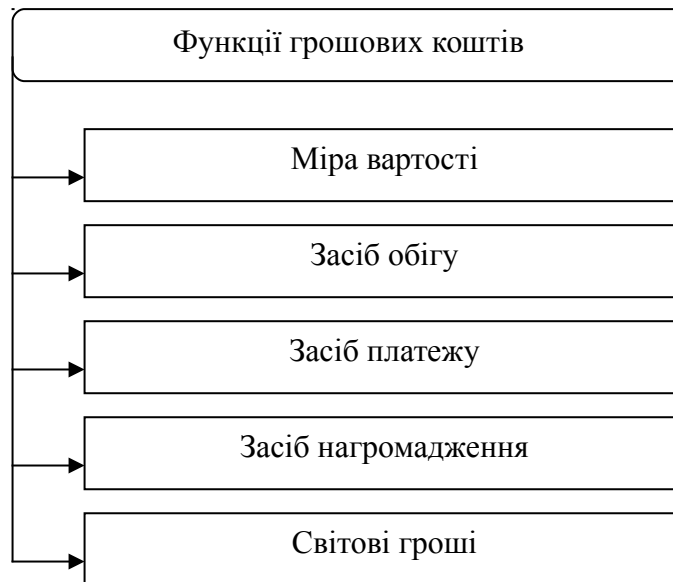 Функції грошових коштів
Міра вартості
Засіб обігу
Засіб платежу
Засіб нагромадження
Світові гроші